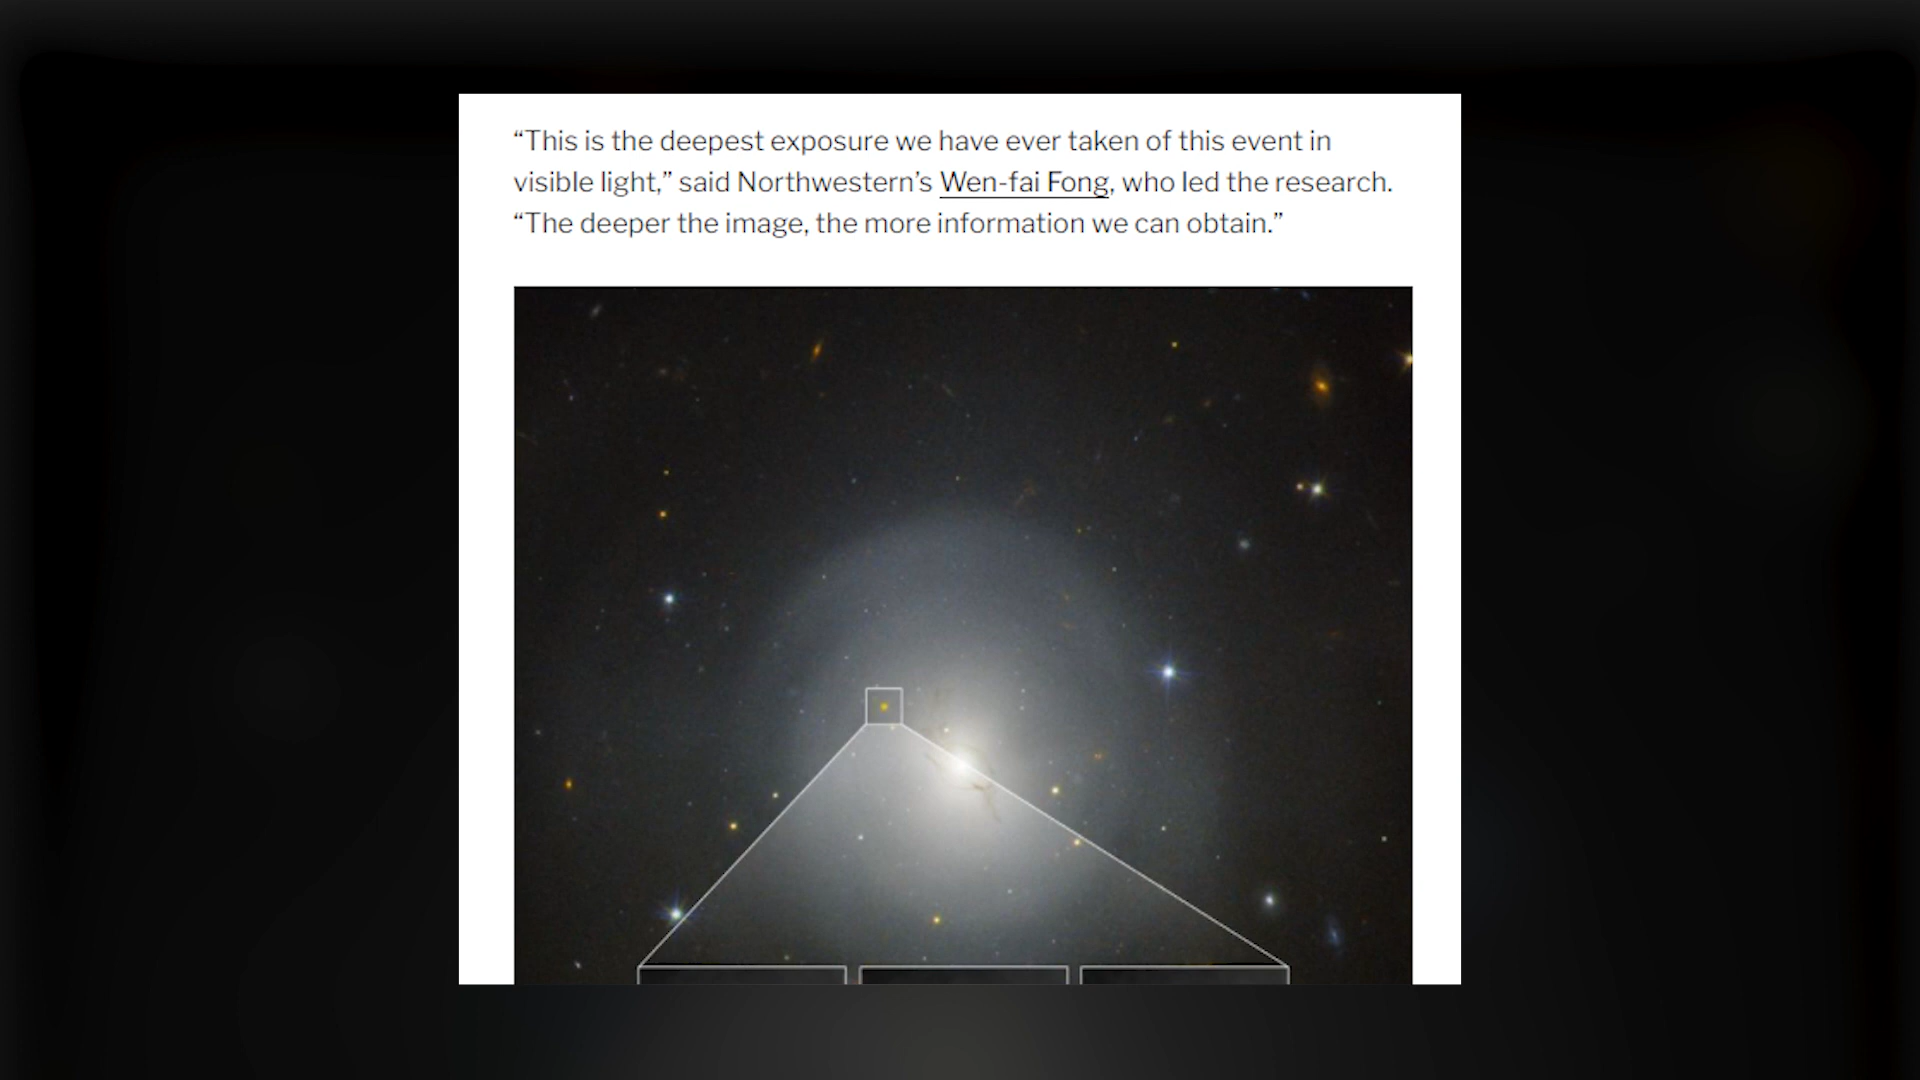 “This is the deepest exposure we have ever taken of this event in
visible light,” said Northwestern’s Wen-fai Fong, who led the research.
“The deeper the image, the more information we can obtain.”